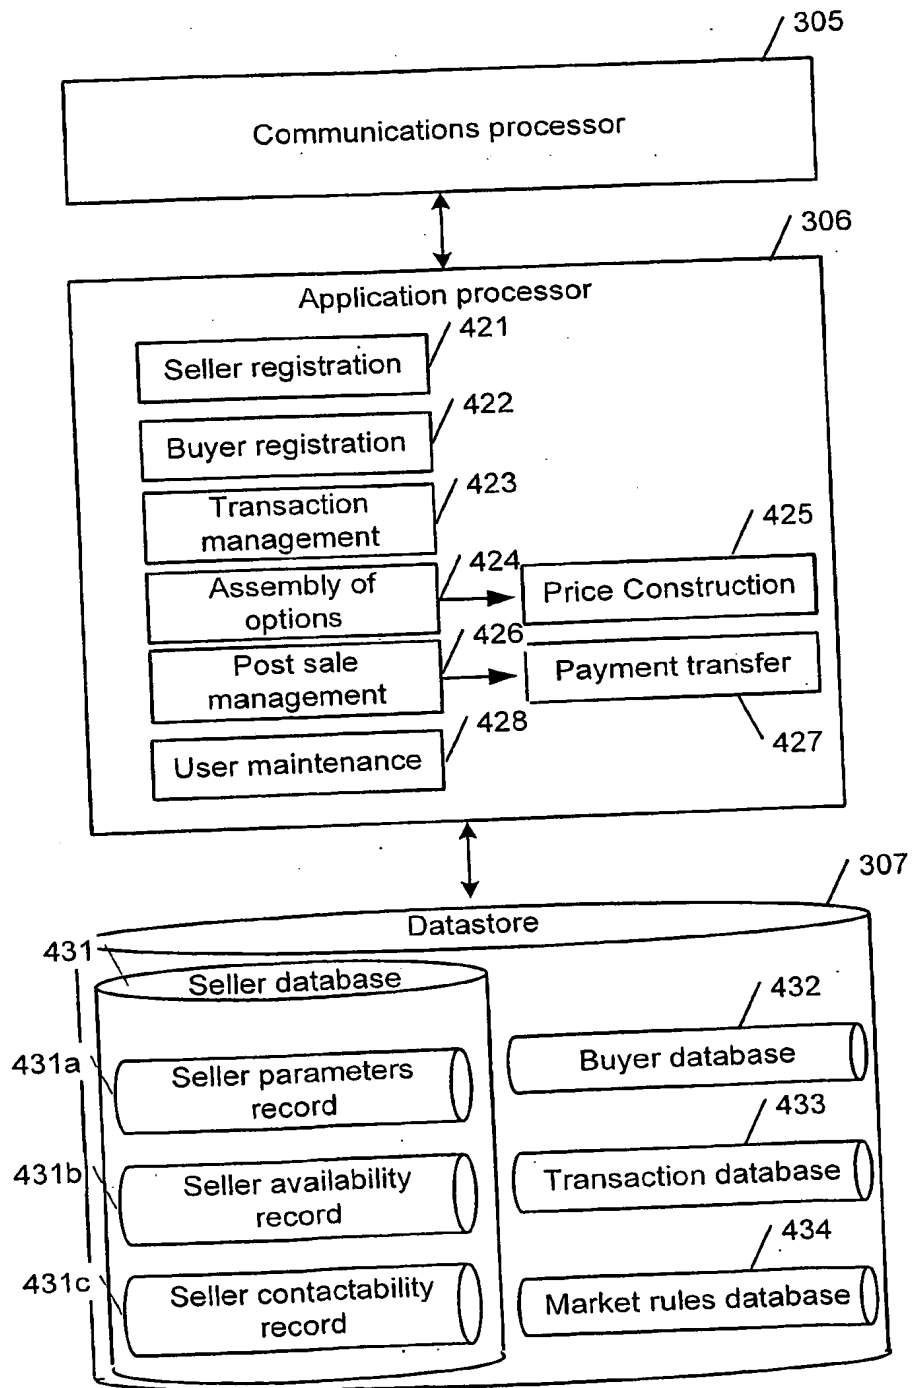 305
Communications processor
306
Application processor
421
Seller registration
422
Buyer registration
423
Transaction
management
424
Assembly of
options
425
Price Construction
426
Post sale
management
Payment transfer
427
428
User maintenance
307
Datastore
431
Seller database
432
431a
Seller parameters
record
Buyer database
433
431b
Seller availability
record
Transaction database
434
431c
Seller contactability
record
Market rules database